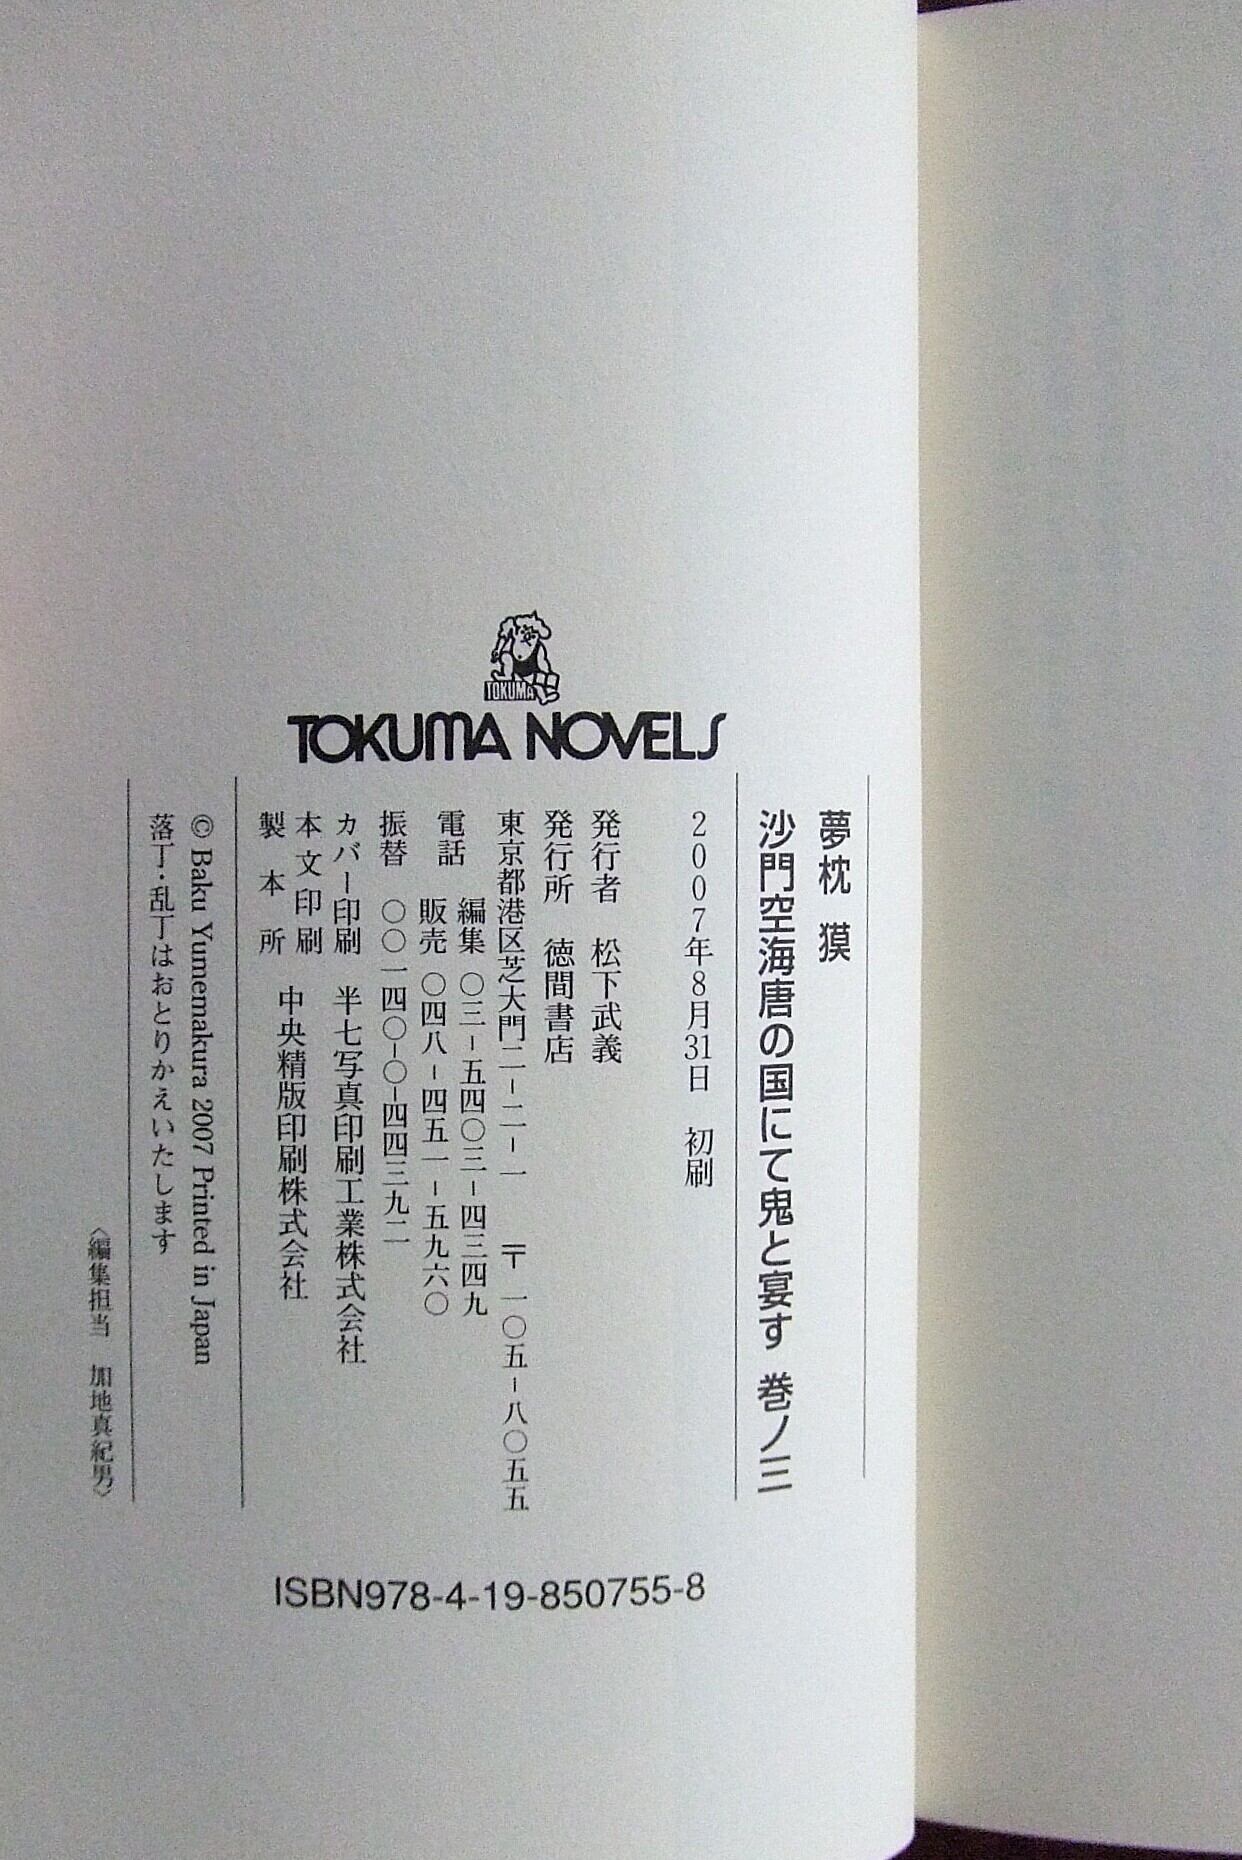 TOKUMA
TOKUMA NOVELS
夢枕 獏
沙門空海唐の国にて鬼と宴す 巻ノ三
2007年8月31日 初刷
発行者 松下武義
発行所 徳間書店
東京都港区芝大門二-二-一 〒一〇五-八〇五五
電話 編集〇三-五四〇三-四三四九
販売〇四八-四五一-五九六〇
振替 〇〇一四〇-〇-四四三九二
カバー印刷 半七写真印刷工業株式会社
本文印刷
製本所 中央精版印刷株式会社
© Baku Yumemakura 2007 Printed in Japan
落丁・乱丁はおとりかえいたします
〈編集担当 加地真紀男〉
ISBN978-4-19-850755-8